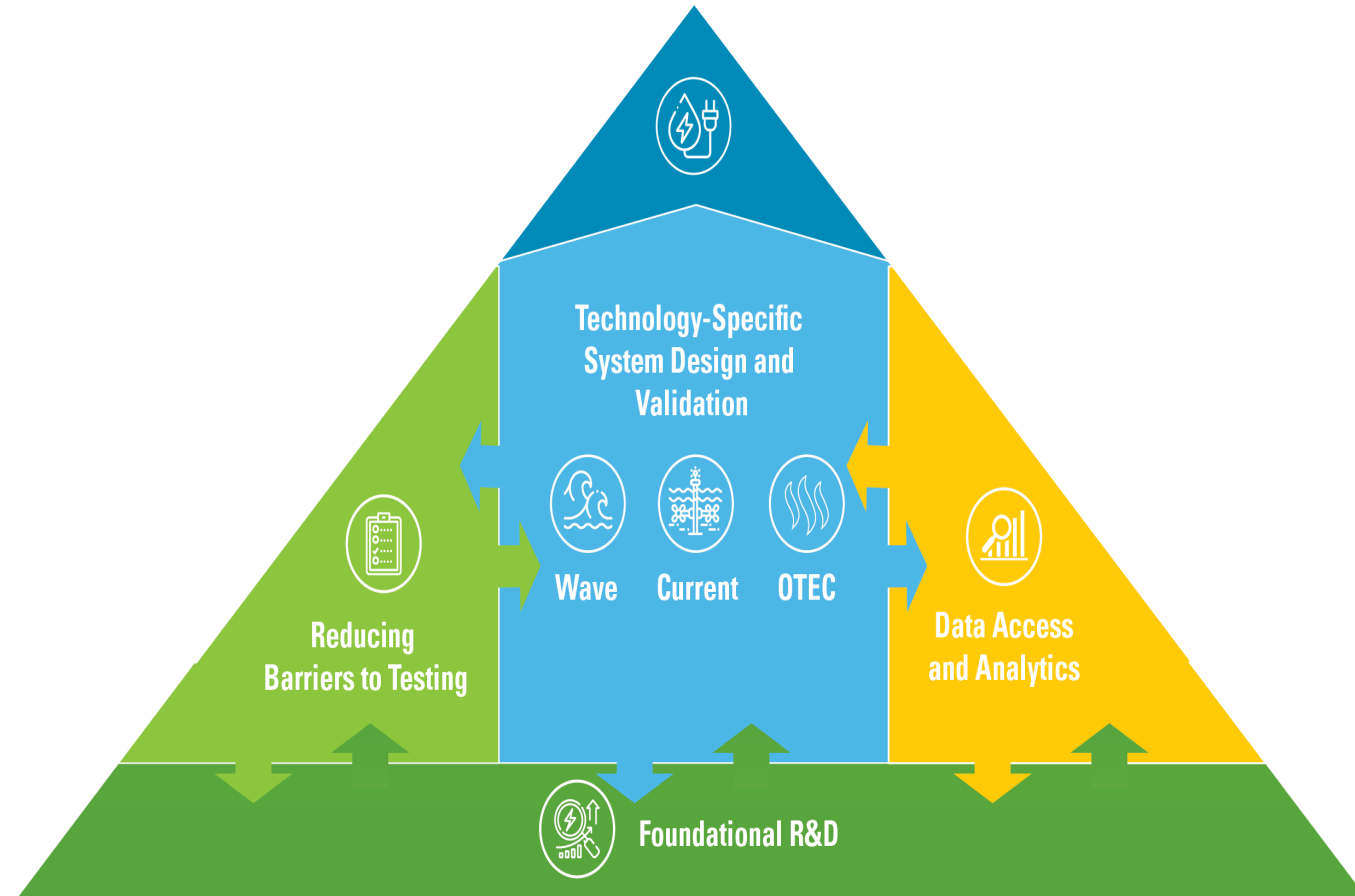 Technology-Specific
System Design and
Validation
Wave
Current
OTEC
Reducing
Barriers to Testing
Data Access
and Analytics
Foundational R&D